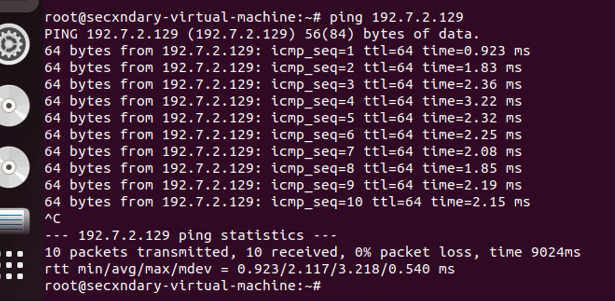 root@secxndary-virtual-machine:~# ping 192.7.2.129
PING 192.7.2.129 (192.7.2.129) 56(84) bytes of data.
64 bytes from 192.7.2.129: icmp_seq=1 ttl=64 time=0.923 ms
64 bytes from 192.7.2.129: icmp_seq=2 ttl=64 time=1.83 ms
64 bytes from 192.7.2.129: icmp_seq=3 ttl=64 time=2.36 ms
64 bytes from 192.7.2.129: icmp_seq=4 ttl=64 time=3.22 ms
64 bytes from 192.7.2.129: icmp_seq=5 ttl=64 time=2.32 ms
64 bytes from 192.7.2.129: icmp_seq=6 ttl=64 time=2.25 ms
64 bytes from 192.7.2.129: icmp_seq=7 ttl=64 time=2.08 ms
64 bytes from 192.7.2.129: icmp_seq=8 ttl=64 time=1.85 ms
64 bytes from 192.7.2.129: icmp_seq=9 ttl=64 time=2.19 ms
64 bytes from 192.7.2.129: icmp_seq=10 ttl=64 time=2.15 ms
^C
--- 192.7.2.129 ping statistics ---
10 packets transmitted, 10 received, 0% packet loss, time 9024ms
rtt min/avg/max/mdev = 0.923/2.117/3.218/0.540 ms
root@secxndary-virtual-machine:~#